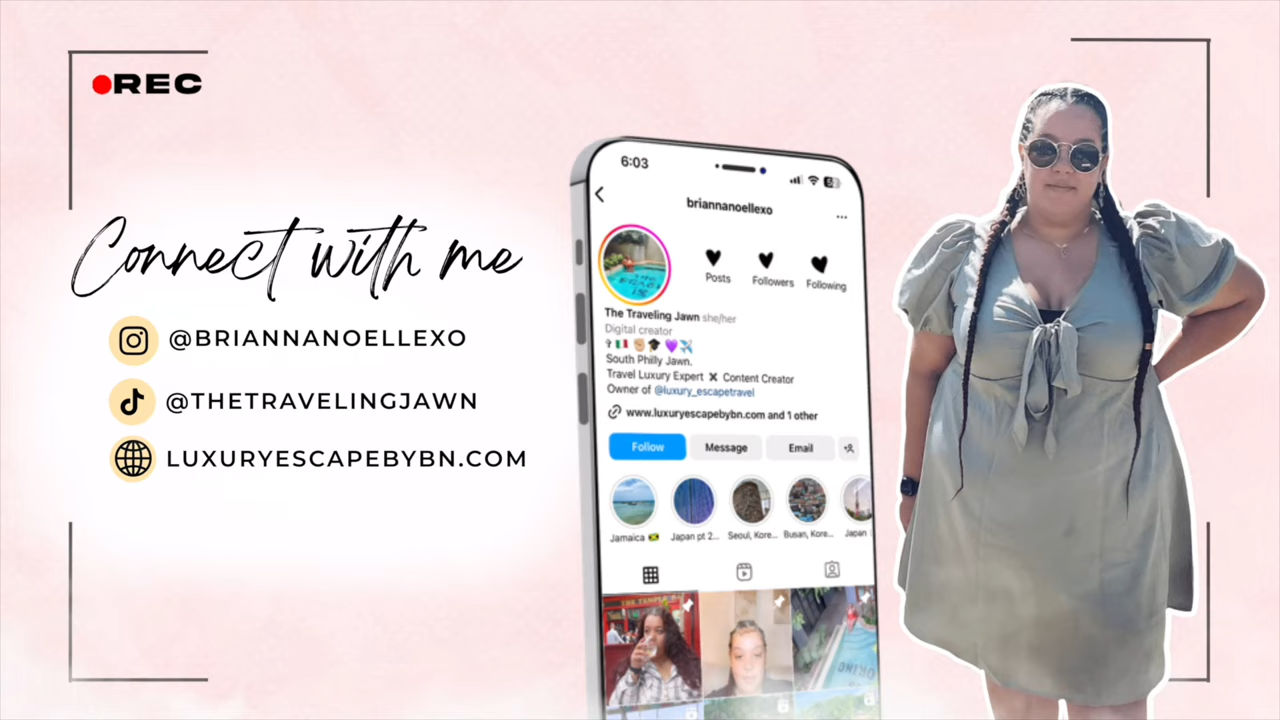 REC
Connect with me
@BRIANNANOELLEXO
@THETRAVELINGJAWN
LUXURYESCAPEBYBN.COM
6:03
briannanoellexo
Posts Followers Following
The Traveling Jawn she/her
Digital creator
South Philly Jawn.
Travel Luxury Expert ✖ Content Creator
Owner of @luxury_escapetravel
www.luxuryescapebybn.com and 1 other
Follow Message Email
Jamaica 🇯🇲 Japan pt 2... Seoul, Kore... Busan, Kore... Japan